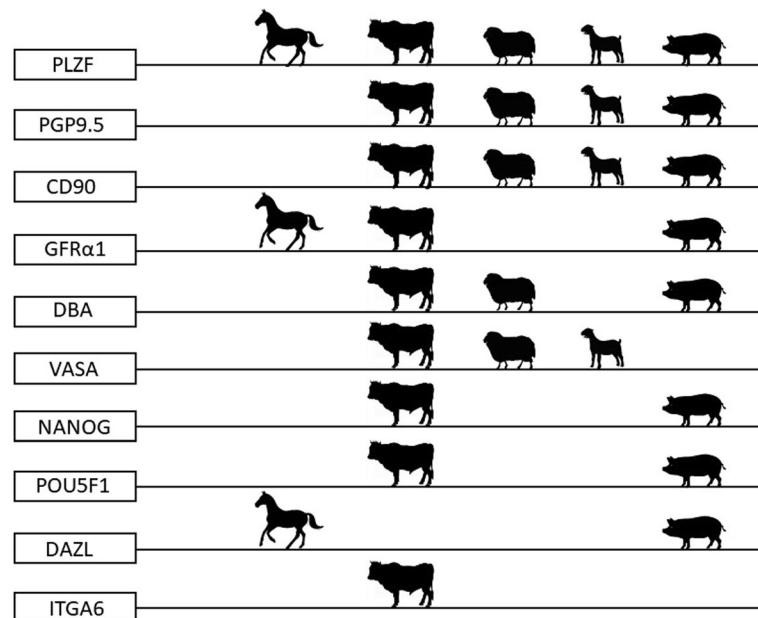 PLZF
PGP9.5
CD90
GFRα1
DBA
VASA
NANOG
POU5F1
DAZL
ITGA6